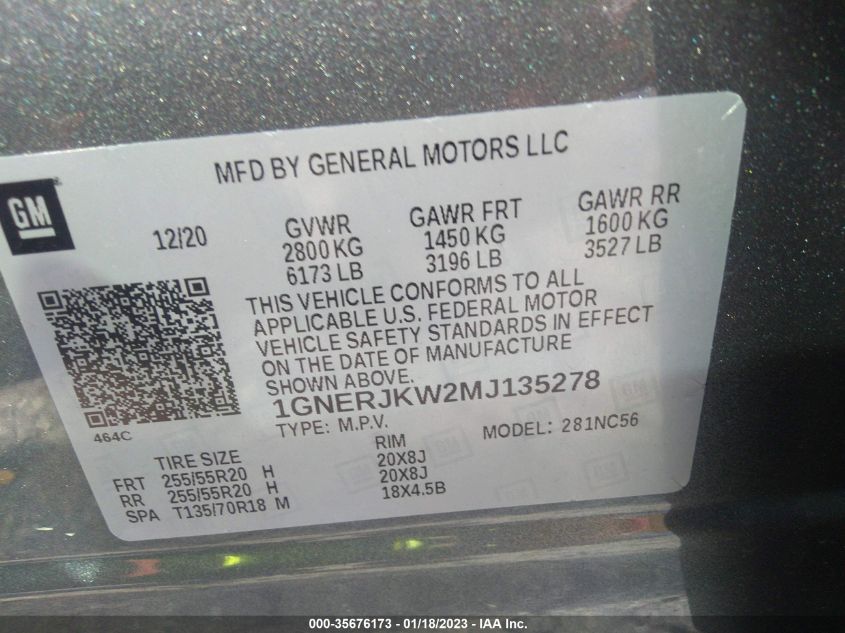 MFD BY GENERAL MOTORS LLC
GM
12/20
GVWR
2800 KG
6173 LB
GAWR FRT
1450 KG
3196 LB
GAWR RR
1600 KG
3527 LB
THIS VEHICLE CONFORMS TO ALL
APPLICABLE U.S. FEDERAL MOTOR
VEHICLE SAFETY STANDARDS IN EFFECT
ON THE DATE OF MANUFACTURE
SHOWN ABOVE.
1GNERJKW2MJ135278
464C
TYPE: M.P.V.
MODEL: 281NC56
TIRE SIZE RIM
FRT 255/55R20 H 20X8J
RR 255/55R20 H 20X8J
SPA T135/70R18 M 18X4.5B
000-35676173 - 01/18/2023 - IAA Inc.